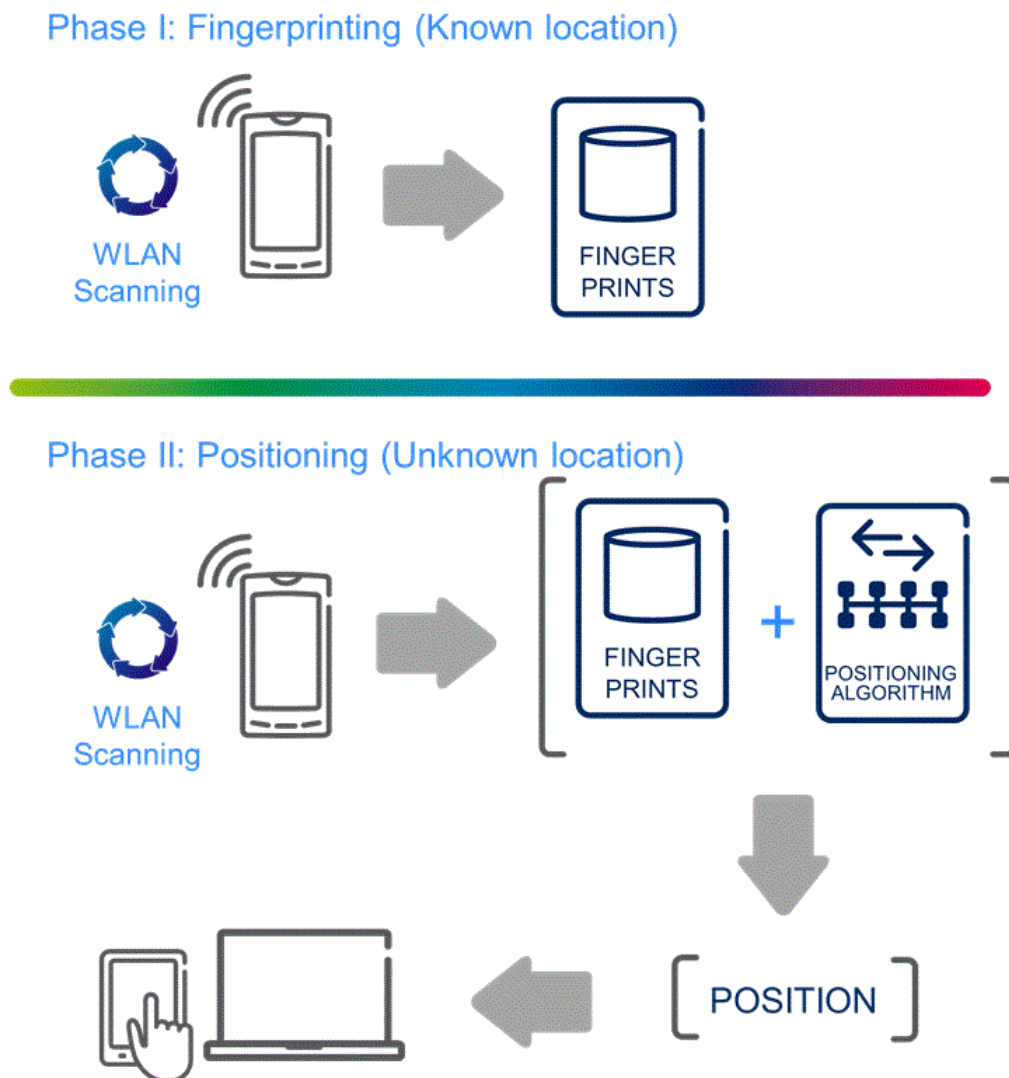 Phase I: Fingerprinting (Known location)
WLAN
Scanning
FINGER
PRINTS
Phase II: Positioning (Unknown location)
WLAN
Scanning
FINGER
PRINTS
+
POSITIONING
ALGORITHM
POSITION